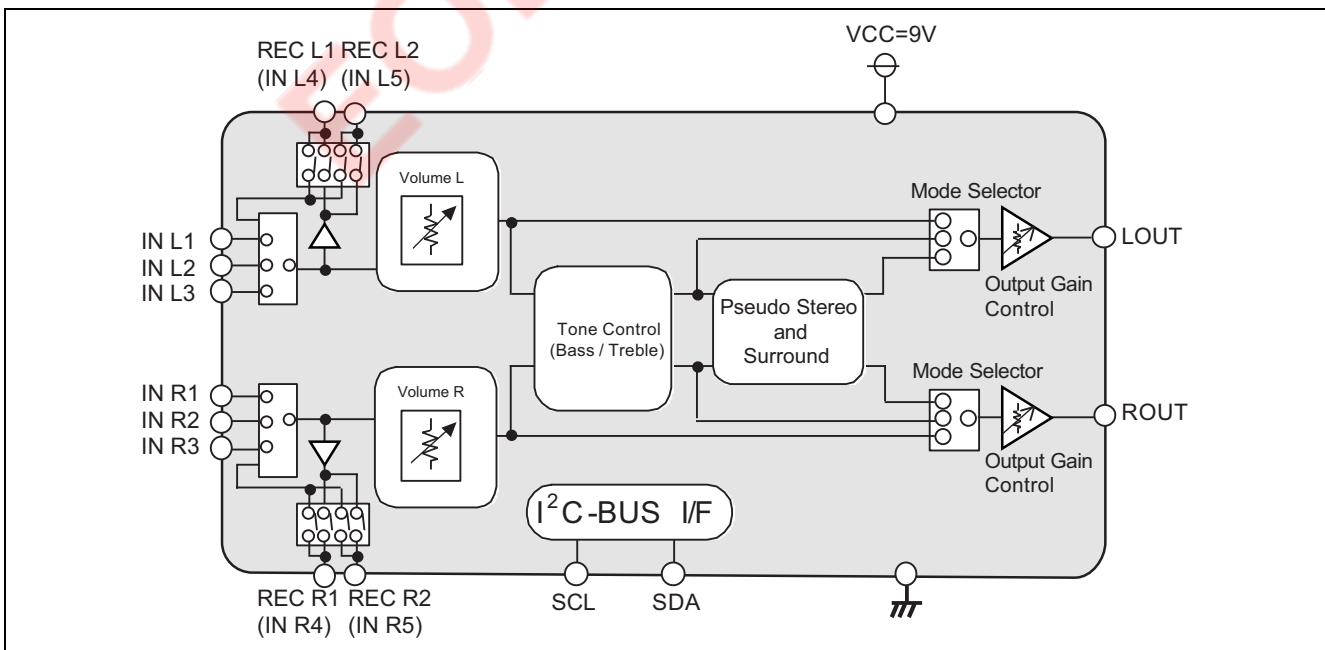 VCC=9V
REC L1 REC L2
(IN L4) (IN L5)
Volume L
Mode Selector
IN L1
IN L2
IN L3
LOUT
Output Gain
Control
Tone Control
(Bass / Treble)
Pseudo Stereo
and
Surround
Mode Selector
IN R1
IN R2
IN R3
Volume R
ROUT
Output Gain
Control
I²C-BUS I/F
REC R1 REC R2
(IN R4) (IN R5)
SCL
SDA